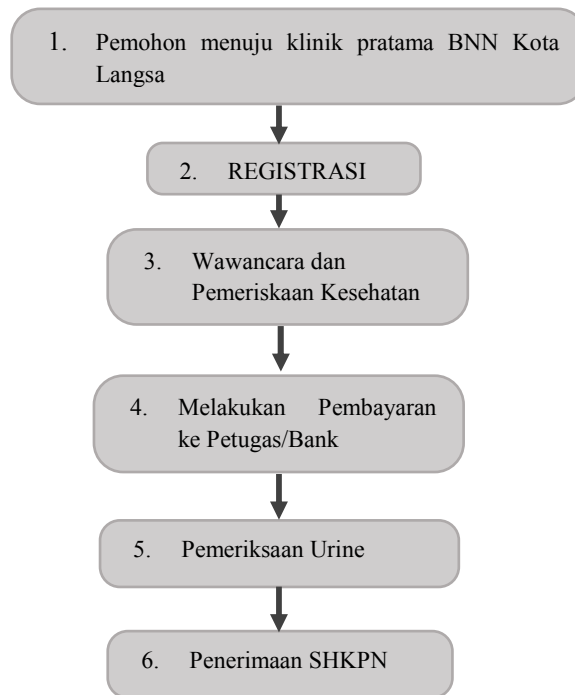 1. Pemohon menuju klinik pratama BNN Kota
Langsa
2. REGISTRASI
3. Wawancara dan
Pemeriskaan Kesehatan
4. Melakukan Pembayaran
ke Petugas/Bank
5. Pemeriksaan Urine
6. Penerimaan SHKPN